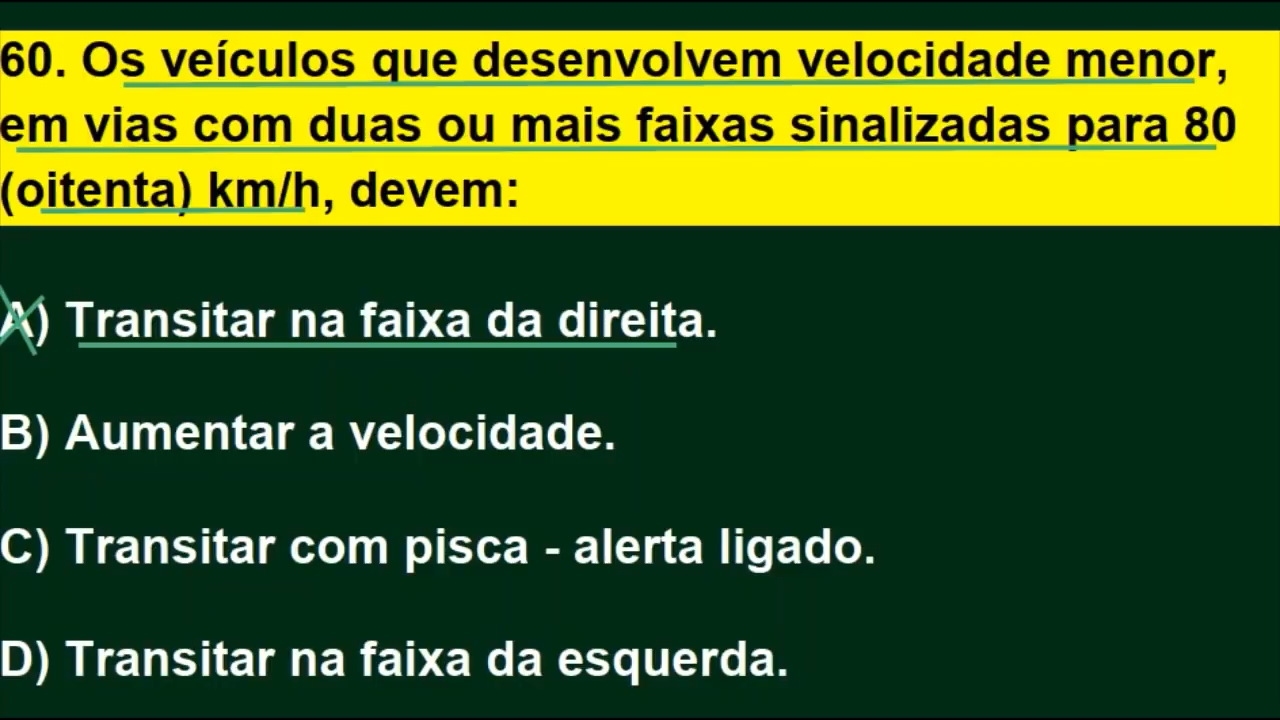 60. Os veículos que desenvolvem velocidade menor,
em vias com duas ou mais faixas sinalizadas para 80
(oitenta) km/h, devem:
A) Transitar na faixa da direita.
B) Aumentar a velocidade.
C) Transitar com pisca - alerta ligado.
D) Transitar na faixa da esquerda.